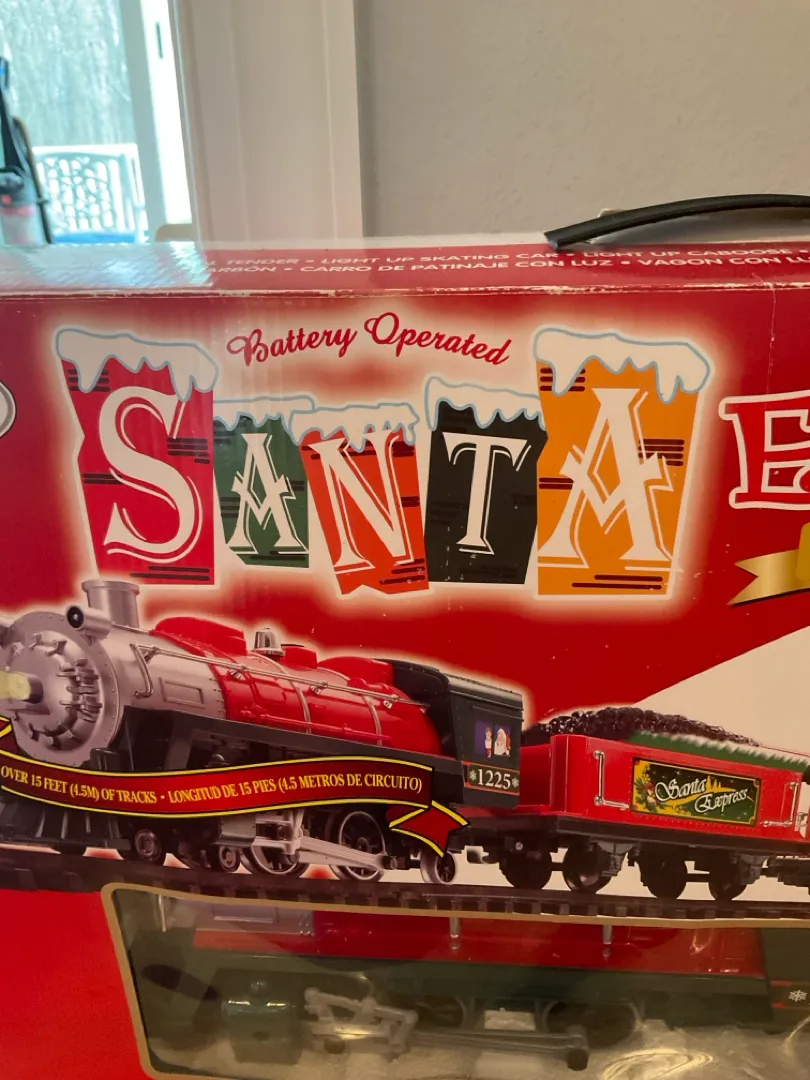 TENDER • LIGHT UP SKATING CAR • LIGHT UP CABOOSE
CARRO DE PATINAJE CON LUZ • VAGON CON
Battery Operated
SANTA
1225
Santa
Express
OVER 15 FEET (4.5M) OF TRACKS • LONGITUD DE 15 PIES (4.5 METROS DE CIRCUITO)